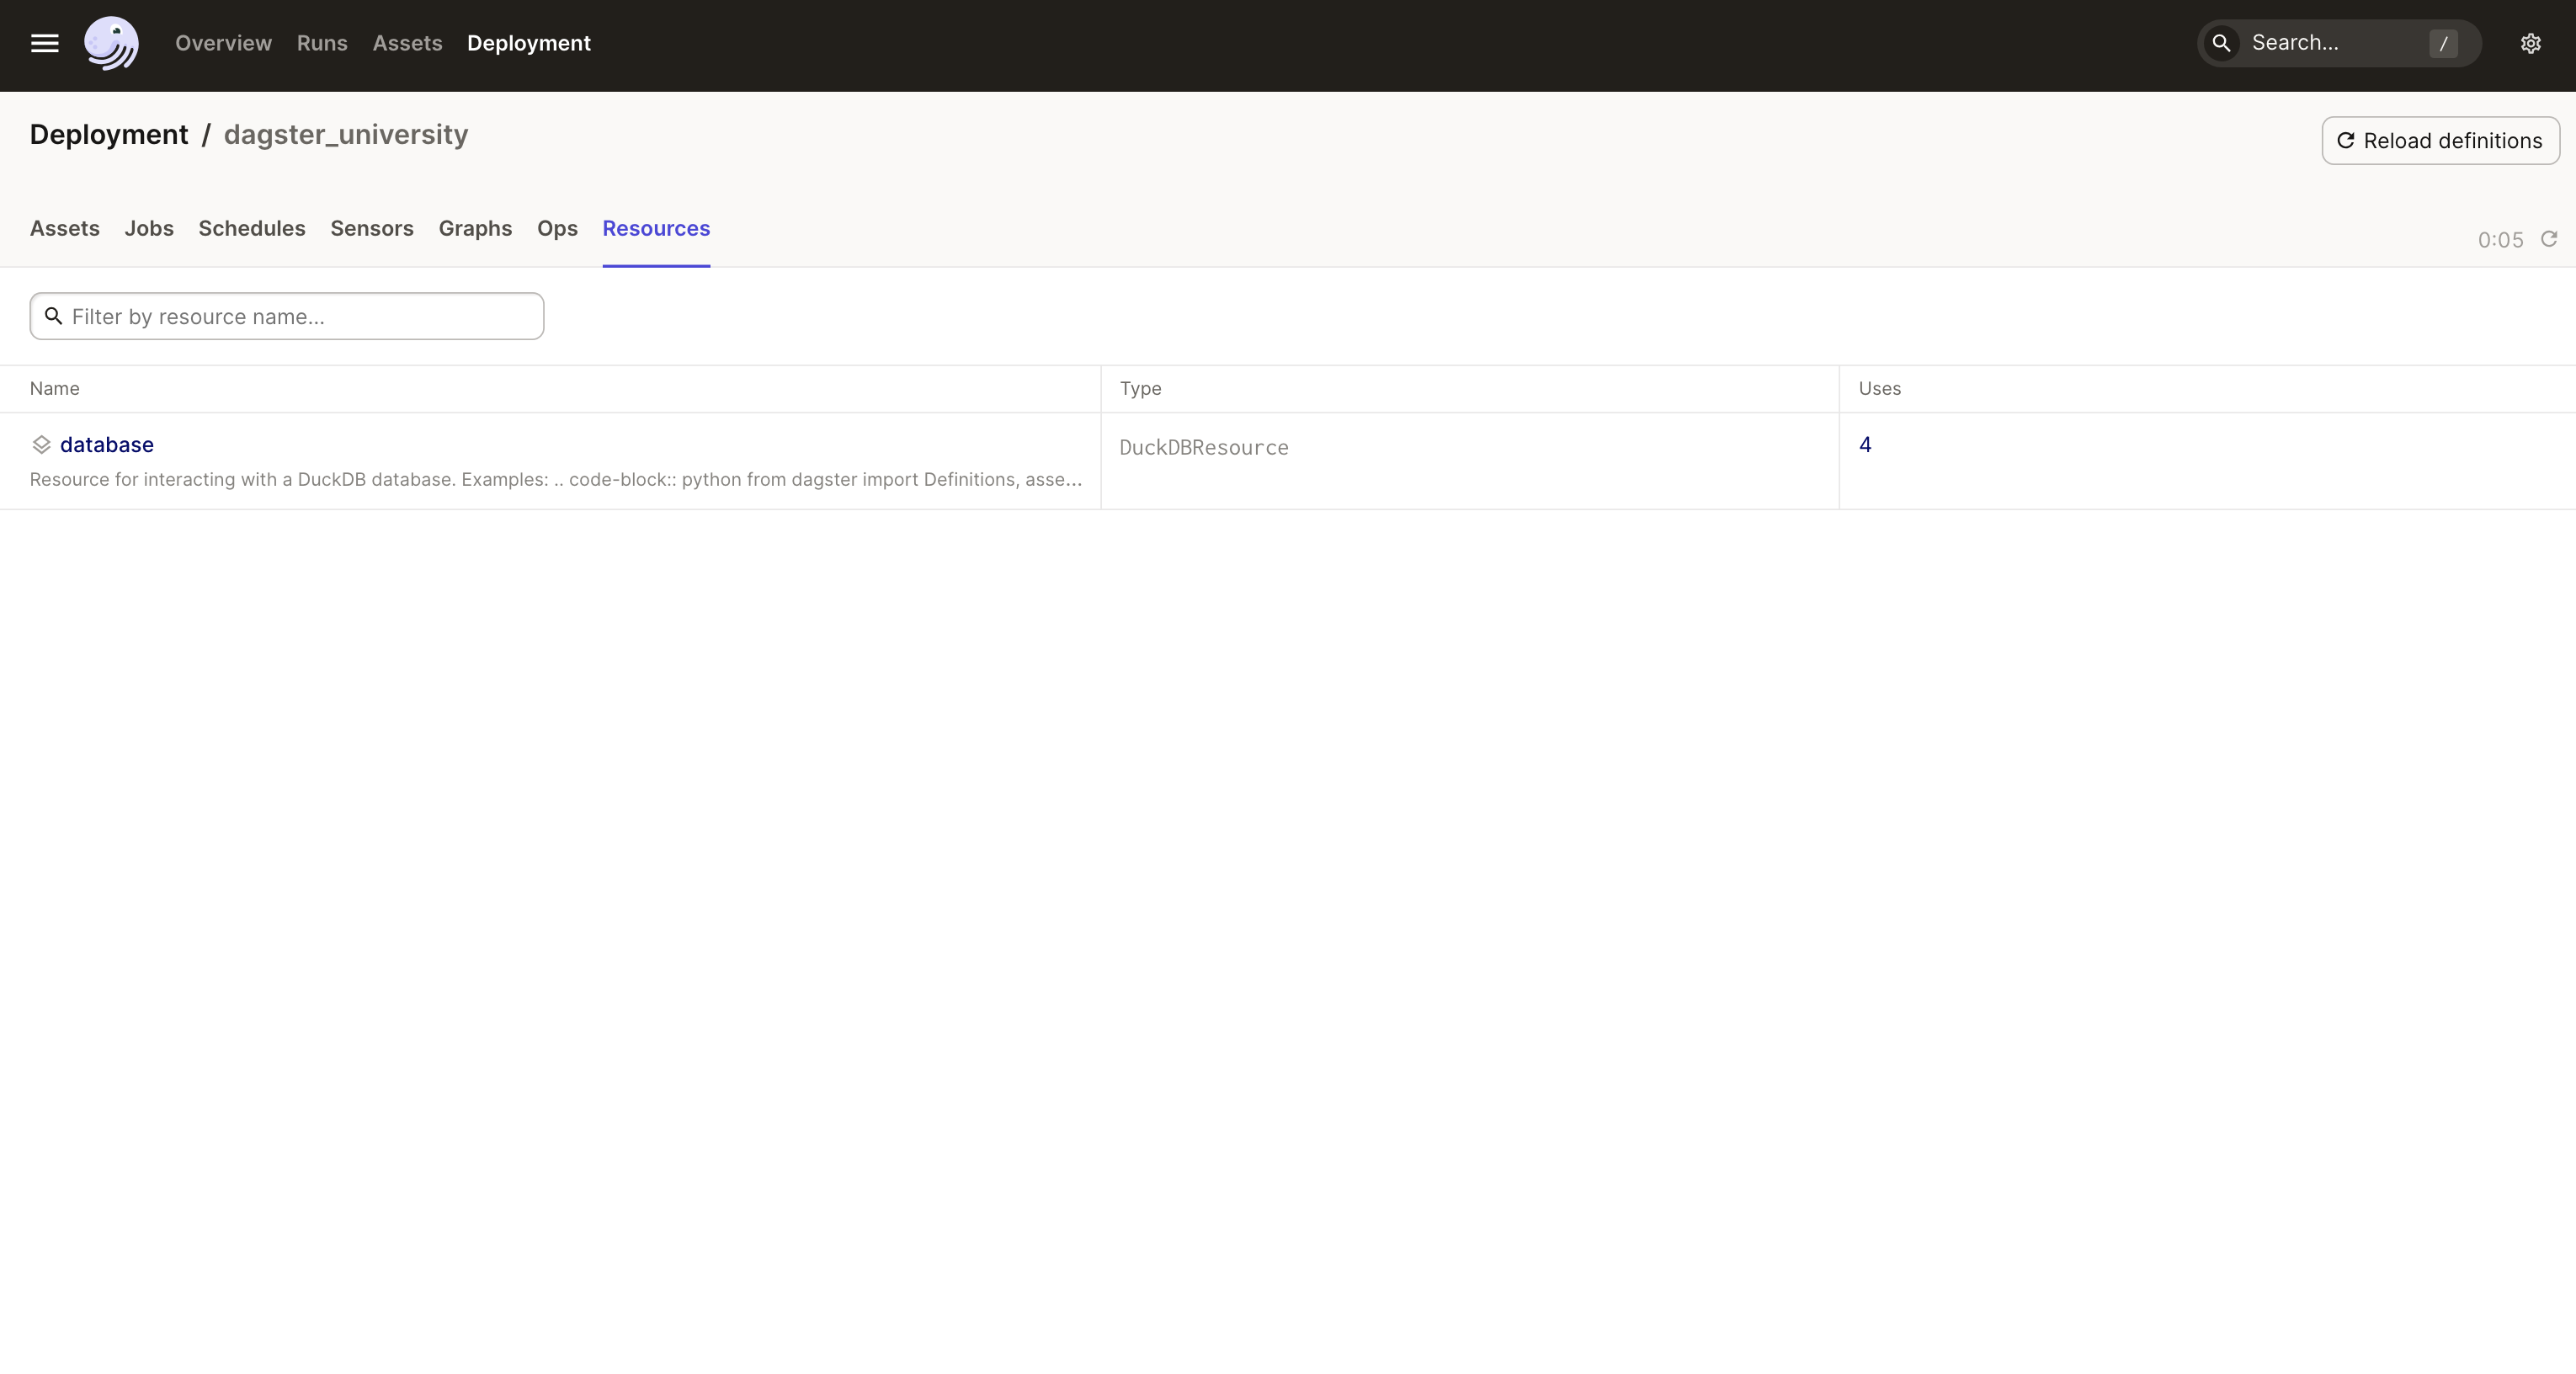 Overview Runs Assets Deployment Search... /
Deployment / dagster_university Reload definitions
Assets Jobs Schedules Sensors Graphs Ops Resources 0:05
Filter by resource name...
Name Type Uses
database DuckDBResource 4
Resource for interacting with a DuckDB database. Examples: .. code-block:: python from dagster import Definitions, asse...